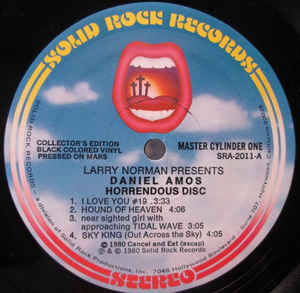 SOLID ROCK RECORDS
COLLECTOR'S EDITION
BLACK COLORED VINYL
PRESSED ON MARS
MASTER CYLINDER ONE
SRA-2011-A
LARRY NORMAN PRESENTS
DANIEL AMOS
HORRENDOUS DISC
1. I LOVE YOU #19 .3:33
2. HOUND OF HEAVEN 4:06
3. near sighted girl with
approaching TIDAL WAVE 3:05
4. SKY KING (Out Across the Sky) 4:06
© 1980 Cancel and Eet (ascap)
℗ © 1980 Solid Rock Records
STEREO